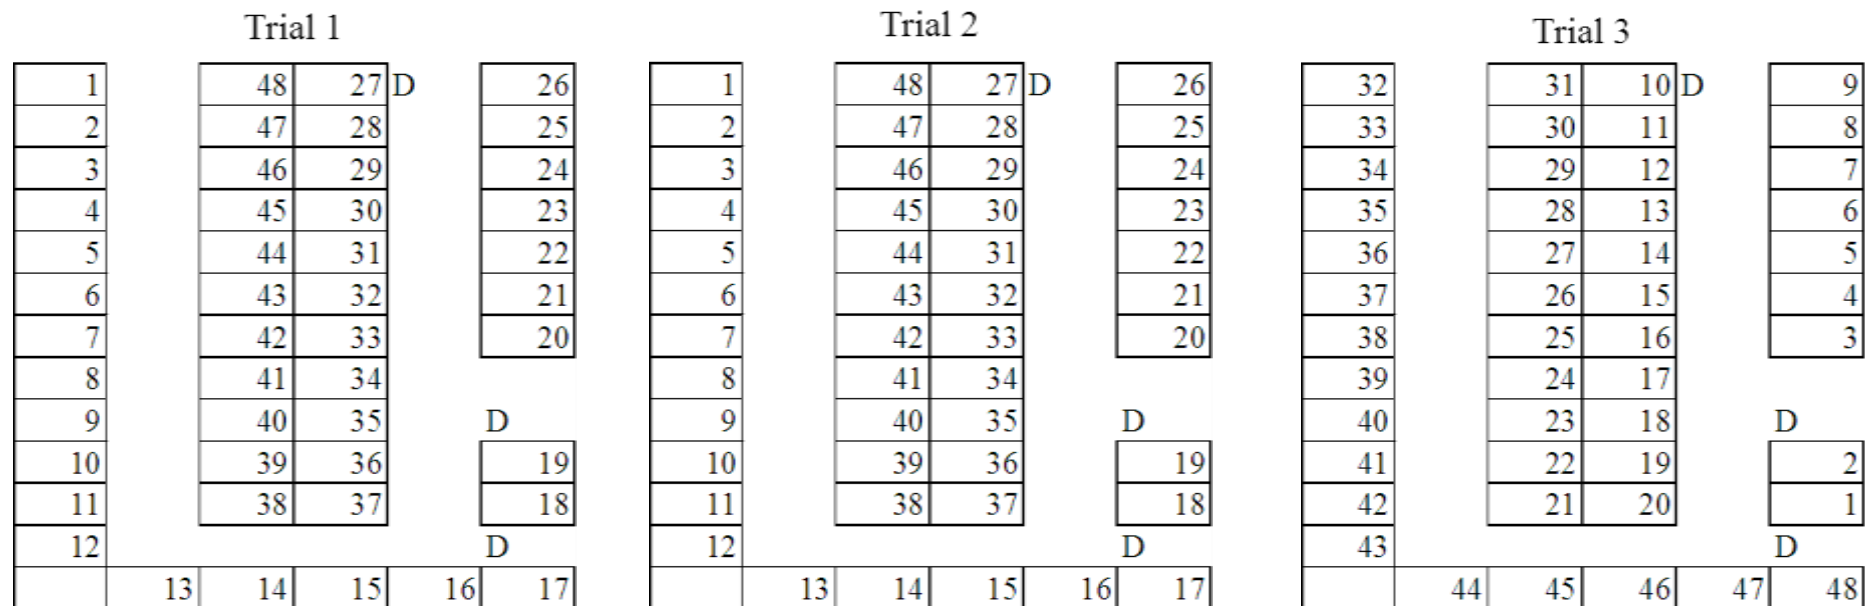 Trial 1 Trial 2 Trial 3
1 48 27 D 26 1 48 27 D 26 32 31 10 D 9
2 47 28 25 2 47 28 25 33 30 11 8
3 46 29 24 3 46 29 24 34 29 12 7
4 45 30 23 4 45 30 23 35 28 13 6
5 44 31 22 5 44 31 22 36 27 14 5
6 43 32 21 6 43 32 21 37 26 15 4
7 42 33 20 7 42 33 20 38 25 16 3
8 41 34 8 41 34 39 24 17
9 40 35 D 9 40 35 D 40 23 18 D
10 39 36 19 10 39 36 19 41 22 19 2
11 38 37 18 11 38 37 18 42 21 20 1
12 D 12 D 43 D
13 14 15 16 17 13 14 15 16 17 44 45 46 47 48